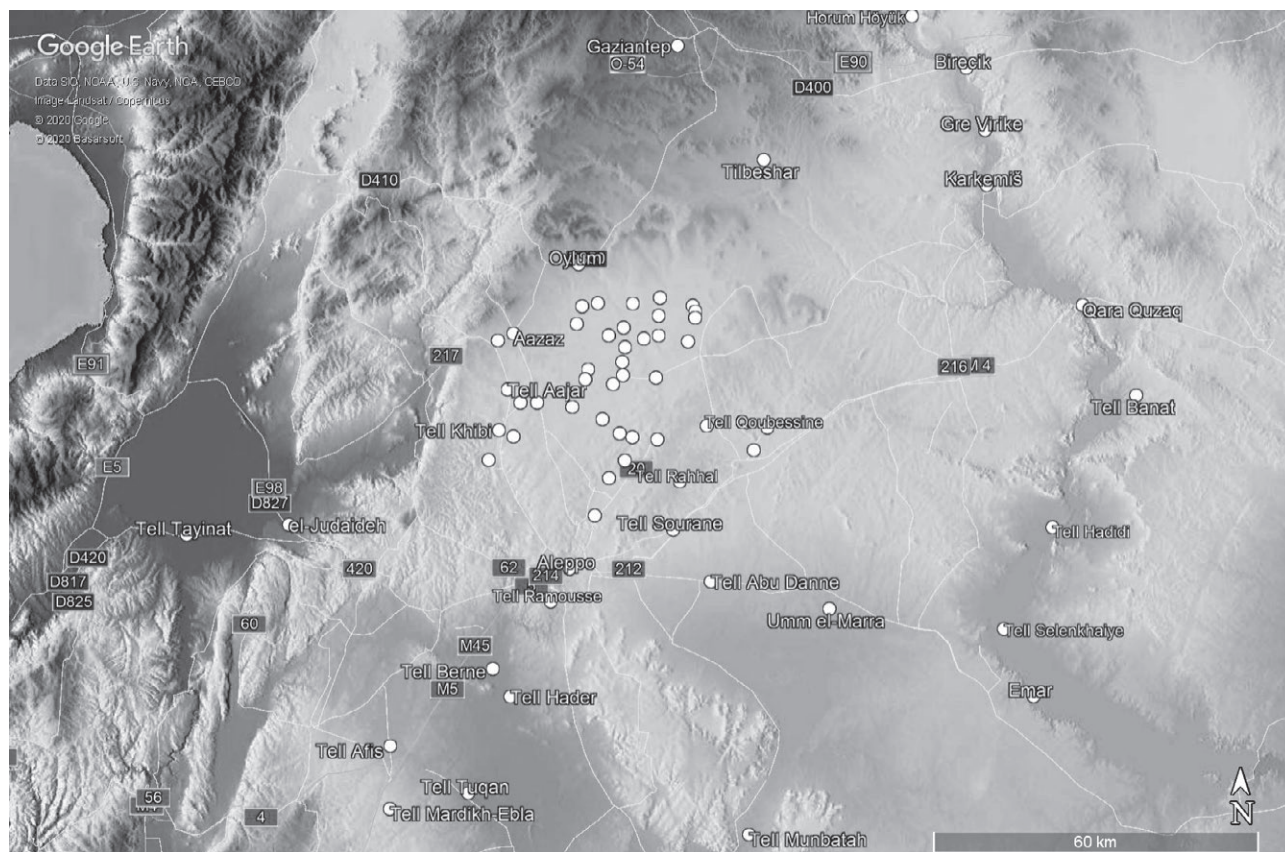 Horum Höyük
Google Earth
Gaziantep
O-54
E90
Birecik
Data SIO, NOAA, U.S. Navy, NGA, GEBCO
D400
Image Landsat / Copernicus
© 2020 Google
© 2020 Basarsoft
Gre Virike
Tilbeshar
D410
Karkemiš
Oylum
Qara Quzaq
Aazaz
217
E91
216
Tell Aajar
Tell Banat
Tell Qoubessine
Tell Khibi
E5
20
Tell Rahhal
E98
D827
el-Judaideh
Tell Sourane
Tell Tayinat
Tell Hadidi
D420
420
62
Aleppo
212
214
D817
Tell Abu Danne
D825
Tell Ramousse
Umm el-Marra
60
Tell Selenkhaiye
M45
Tell Berne
M5
Tell Hader
Emar
Tell Afis
Tell Tuqan
56
4
Tell Mardikh-Ebla
N
Tell Munbatah
60 km